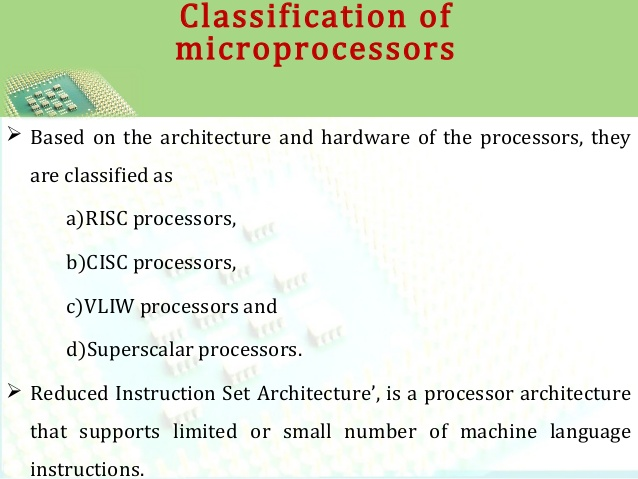 Classification of
microprocessors
➢ Based on the architecture and hardware of the processors, they
are classified as
a)RISC processors,
b)CISC processors,
c)VLIW processors and
d)Superscalar processors.
➢ Reduced Instruction Set Architecture’, is a processor architecture
that supports limited or small number of machine language
instructions.